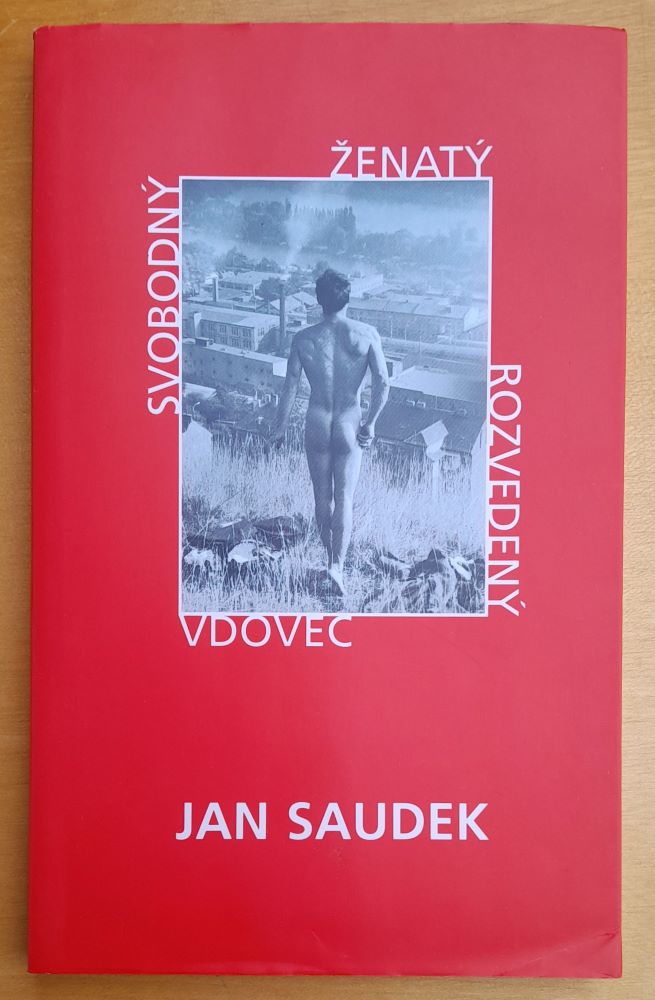 SVOBODNÝ
ŽENATÝ
ROZVEDENÝ
VDOVEC
JAN SAUDEK